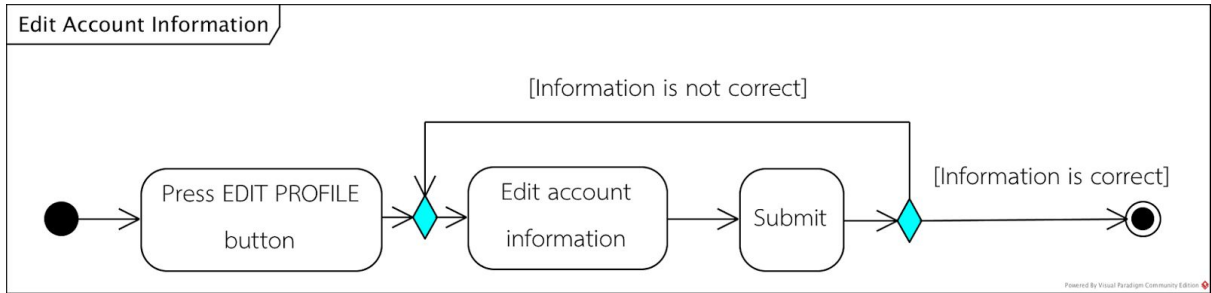 Edit Account Information
[Information is not correct]
Press EDIT PROFILE
button
Edit account
information
Submit
[Information is correct]
Powered By Visual Paradigm Community Edition